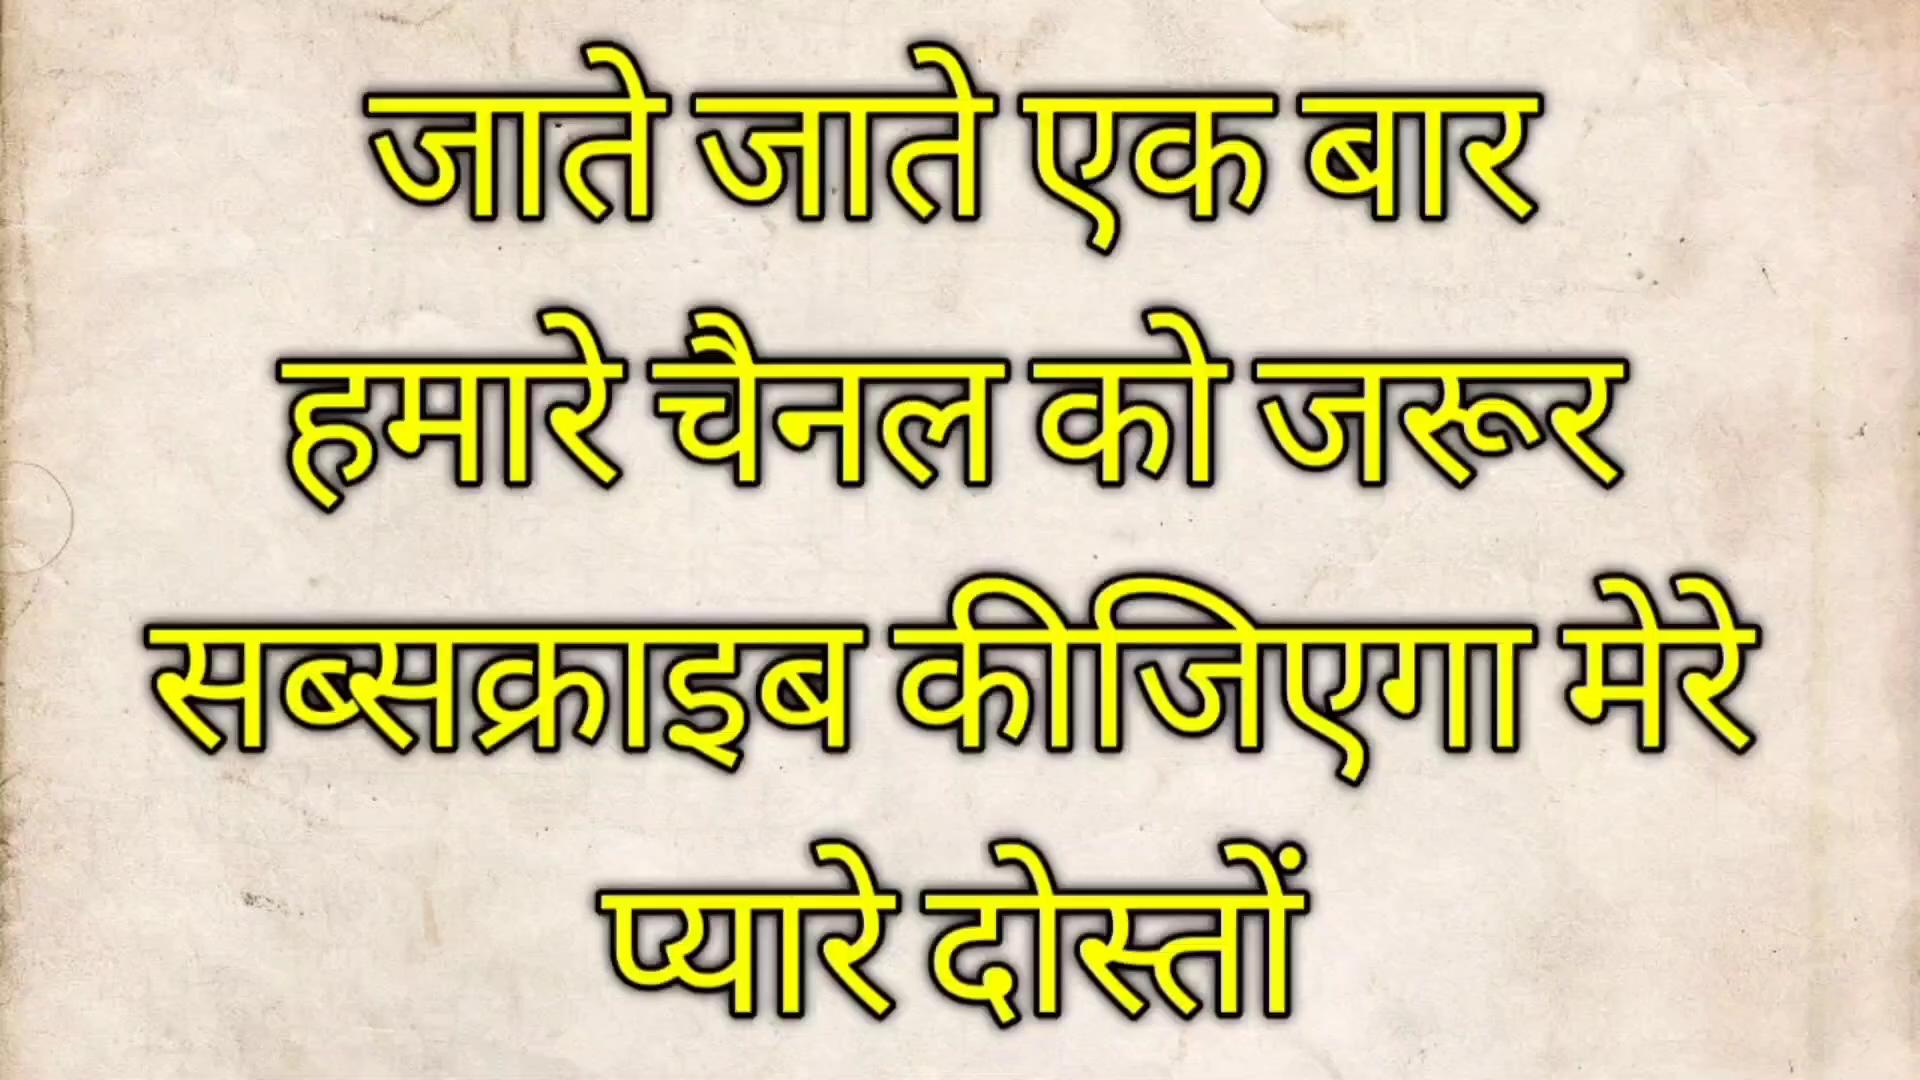 जाते जाते एक बार
हमारे चैनल को जरूर
सब्सक्राइब कीजिएगा मेरे
प्यारे दोस्तों